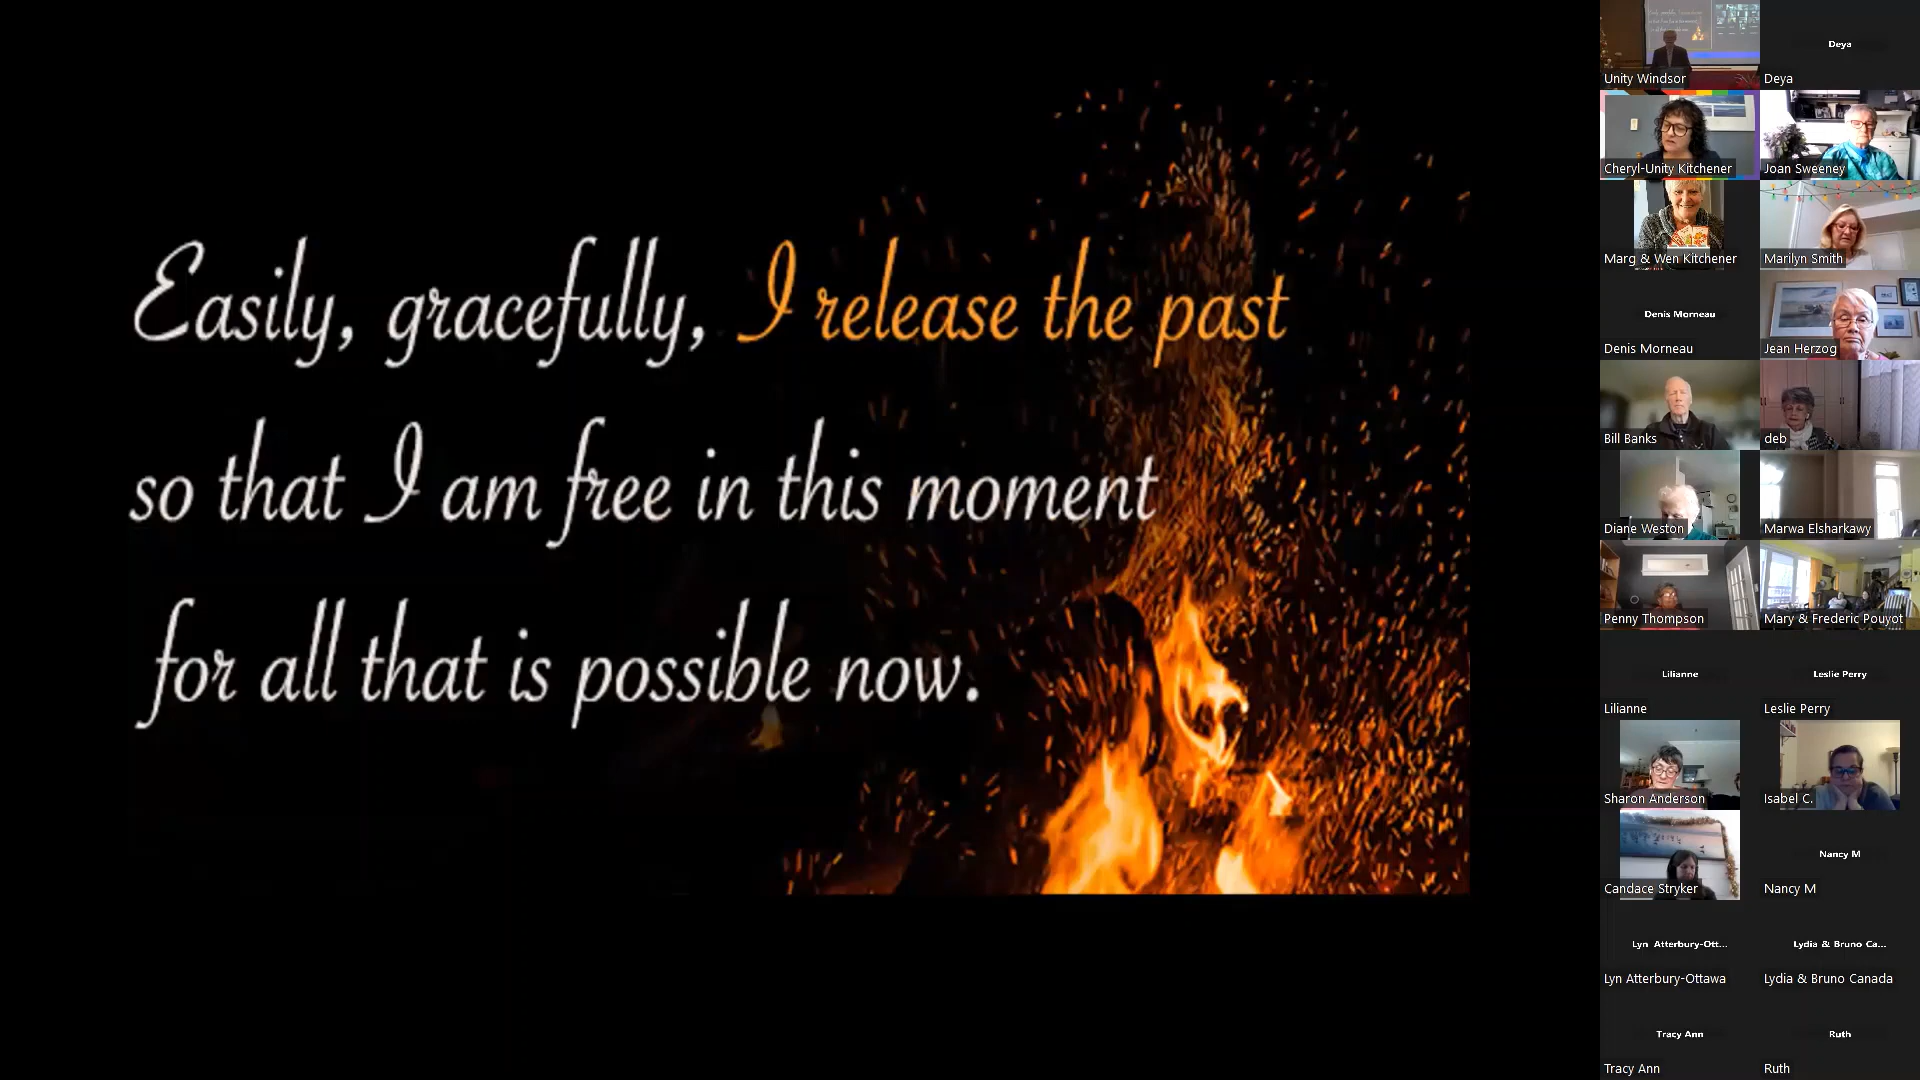 Easily, gracefully, I release the past
so that I am free in this moment
for all that is possible now.
Unity Windsor
Deya
Deya
Cheryl-Unity Kitchener
Joan Sweeney
Marg & Wen Kitchener
Marilyn Smith
Denis Morneau
Denis Morneau
Jean Herzog
Bill Banks
deb
Diane Weston
Marwa Elsharkawy
Penny Thompson
Mary & Frederic Pouyot
Lilianne
Lilianne
Leslie Perry
Leslie Perry
Sharon Anderson
Isabel C.
Candace Stryker
Nancy M
Nancy M
Lyn Atterbury-Ott...
Lyn Atterbury-Ottawa
Lydia & Bruno Ca...
Lydia & Bruno Canada
Tracy Ann
Tracy Ann
Ruth
Ruth